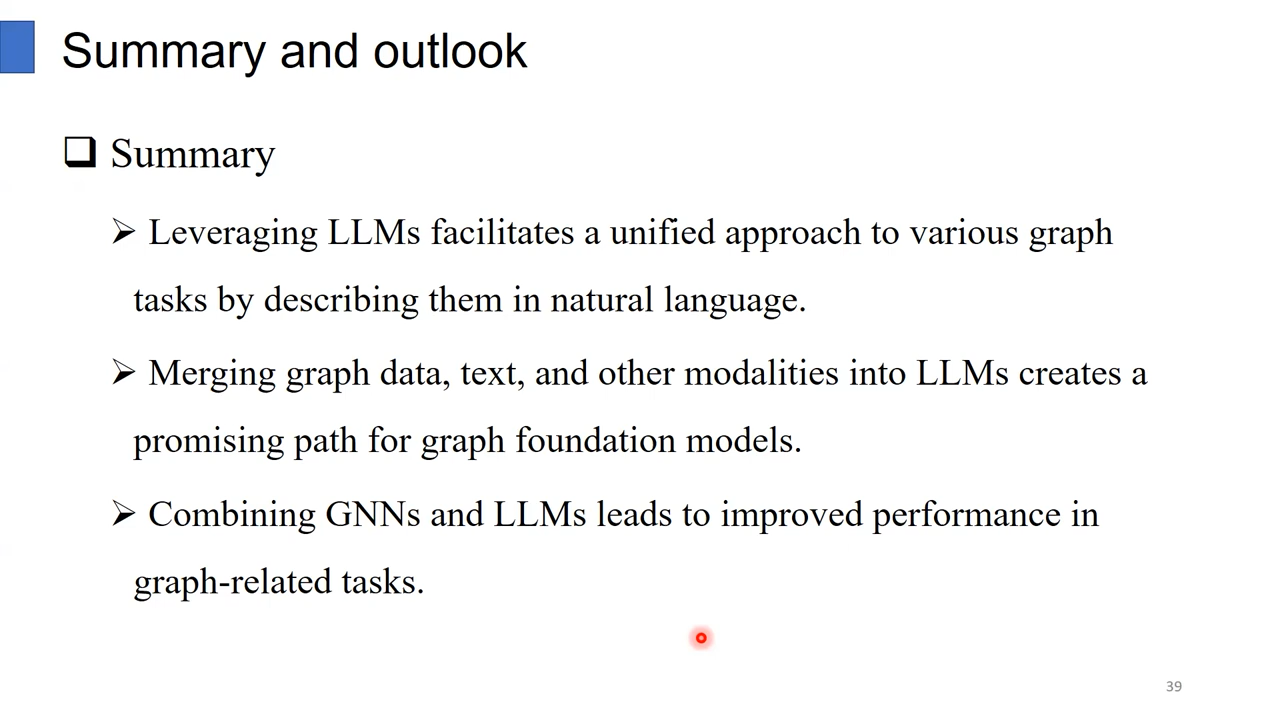 Summary and outlook
❑ Summary
➢ Leveraging LLMs facilitates a unified approach to various graph
tasks by describing them in natural language.
➢ Merging graph data, text, and other modalities into LLMs creates a
promising path for graph foundation models.
➢ Combining GNNs and LLMs leads to improved performance in
graph-related tasks.
39